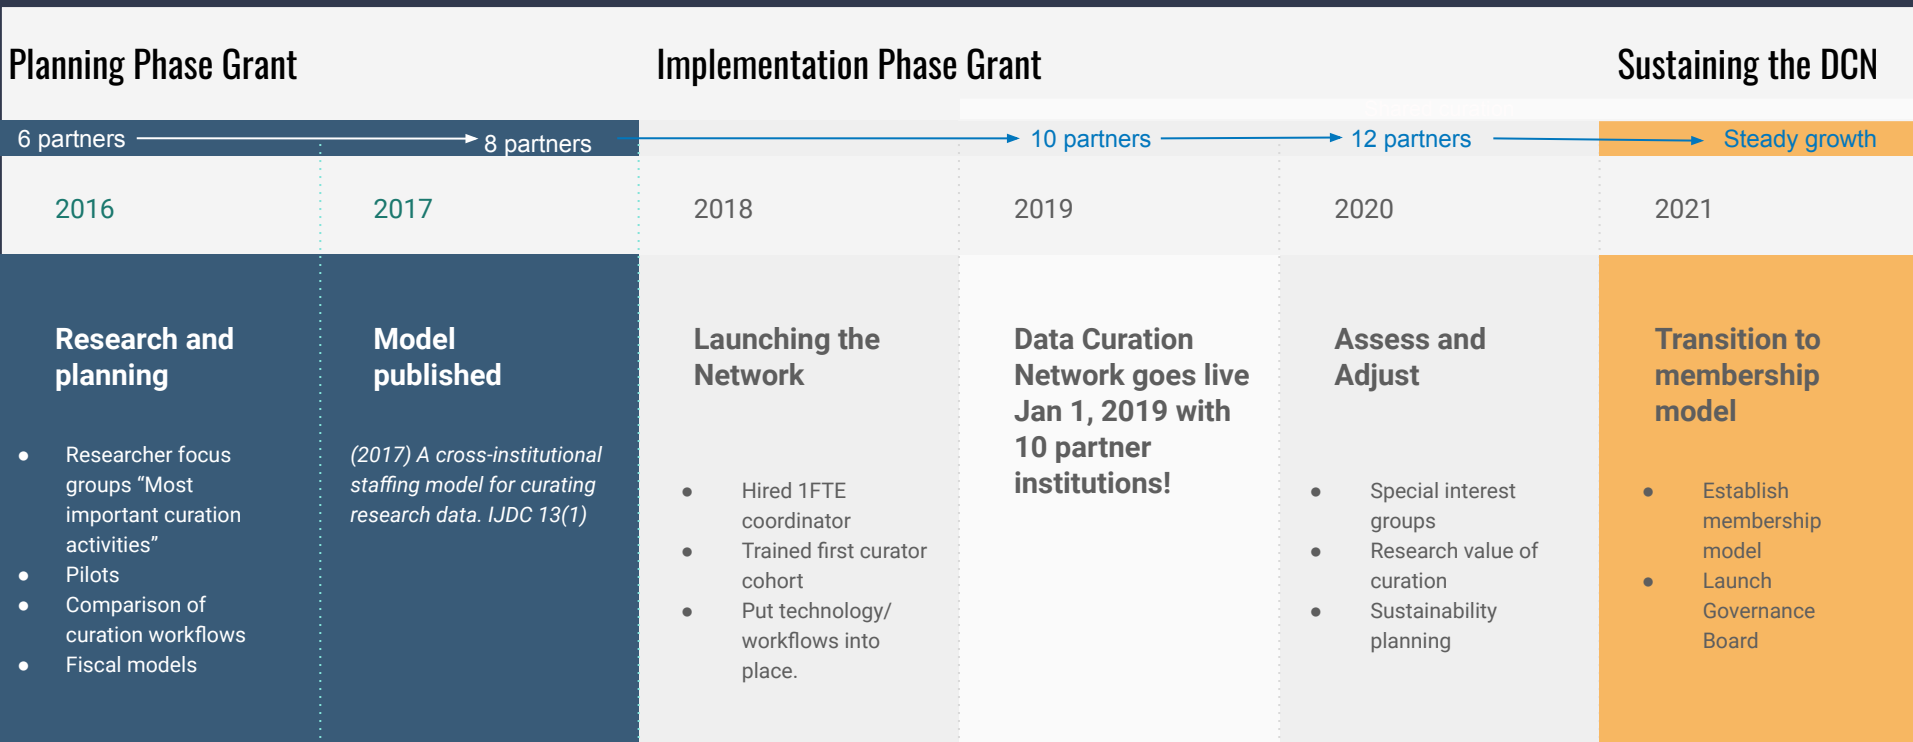 Planning Phase Grant
Implementation Phase Grant
Sustaining the DCN
6 partners
8 partners
10 partners
12 partners
Steady growth
2016
2017
2018
2019
2020
2021
Research and
planning
● Researcher focus
groups “Most
important curation
activities”
● Pilots
● Comparison of
curation workflows
● Fiscal models
Model
published
(2017) A cross-institutional
staffing model for curating
research data. IJDC 13(1)
Launching the
Network
● Hired 1FTE
coordinator
● Trained first curator
cohort
● Put technology/
workflows into
place.
Data Curation
Network goes live
Jan 1, 2019 with
10 partner
institutions!
Assess and
Adjust
● Special interest
groups
● Research value of
curation
● Sustainability
planning
Transition to
membership
model
● Establish
membership
model
● Launch
Governance
Board